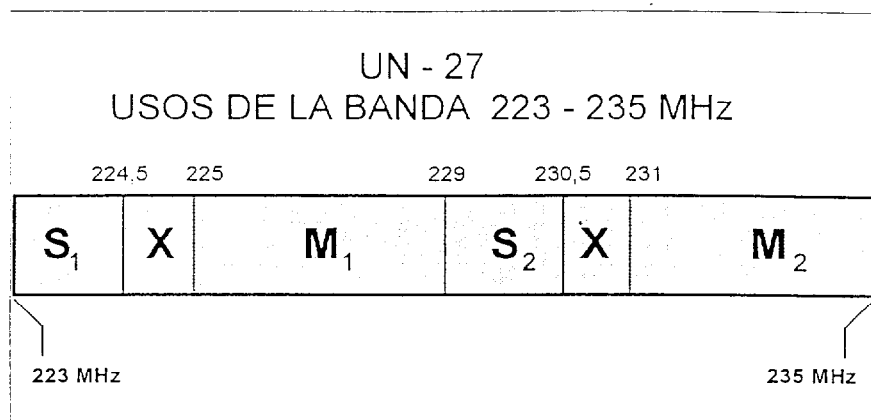 UN - 27
USOS DE LA BANDA 223 - 235 MHz
224,5 225 229 230,5 231
S₁ X M₁ S₂ X M₂
223 MHz 235 MHz